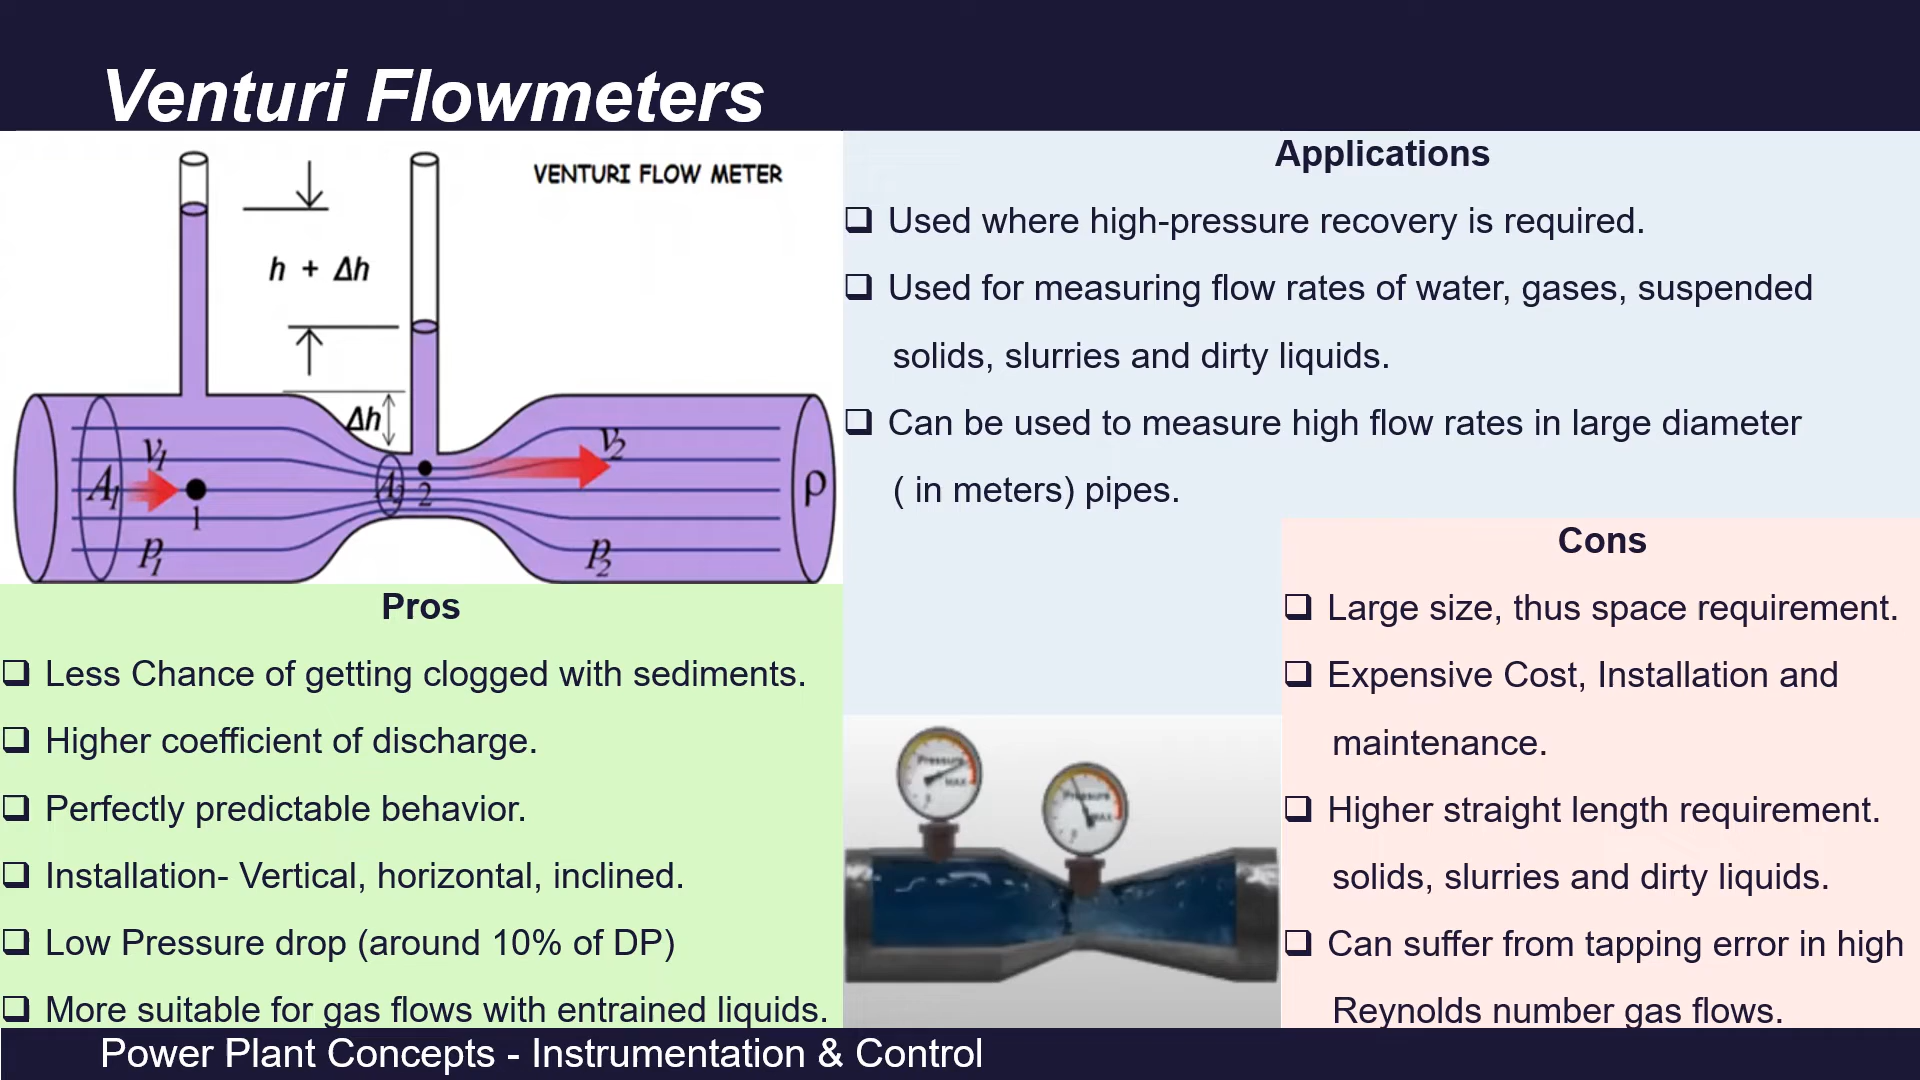 Venturi Flowmeters
VENTURI FLOW METER
h + Δh
Δh
v1
v2
A1
A2
1
2
p1
p2
ρ
Applications
❑ Used where high-pressure recovery is required.
❑ Used for measuring flow rates of water, gases, suspended
solids, slurries and dirty liquids.
❑ Can be used to measure high flow rates in large diameter
( in meters) pipes.
Pros
❑ Less Chance of getting clogged with sediments.
❑ Higher coefficient of discharge.
❑ Perfectly predictable behavior.
❑ Installation- Vertical, horizontal, inclined.
❑ Low Pressure drop (around 10% of DP)
❑ More suitable for gas flows with entrained liquids.
Pressure
MAX
Pressure
MAX
Cons
❑ Large size, thus space requirement.
❑ Expensive Cost, Installation and
maintenance.
❑ Higher straight length requirement.
solids, slurries and dirty liquids.
❑ Can suffer from tapping error in high
Reynolds number gas flows.
Power Plant Concepts - Instrumentation & Control